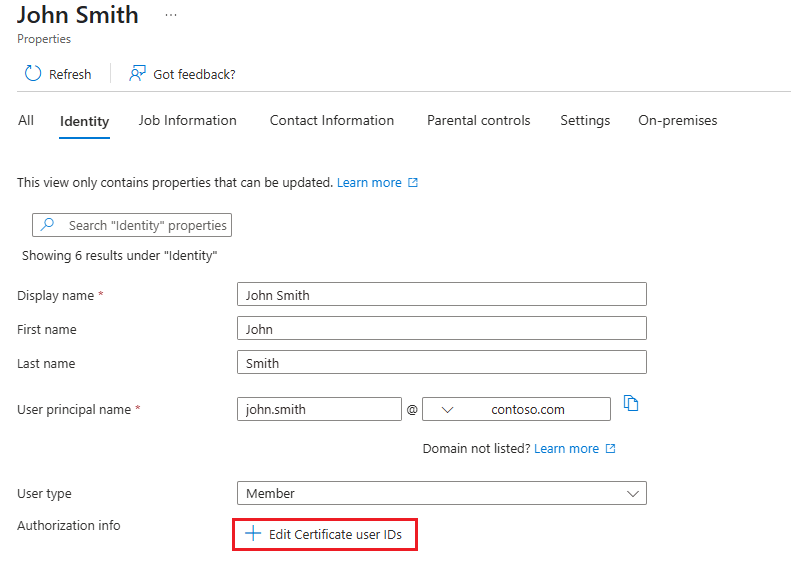 John Smith ...
Properties
Refresh Got feedback?
All Identity Job Information Contact Information Parental controls Settings On-premises
This view only contains properties that can be updated. Learn more
Search "Identity" properties
Showing 6 results under "Identity"
Display name * John Smith
First name John
Last name Smith
User principal name * john.smith @ contoso.com
Domain not listed? Learn more
User type Member
Authorization info
+ Edit Certificate user IDs